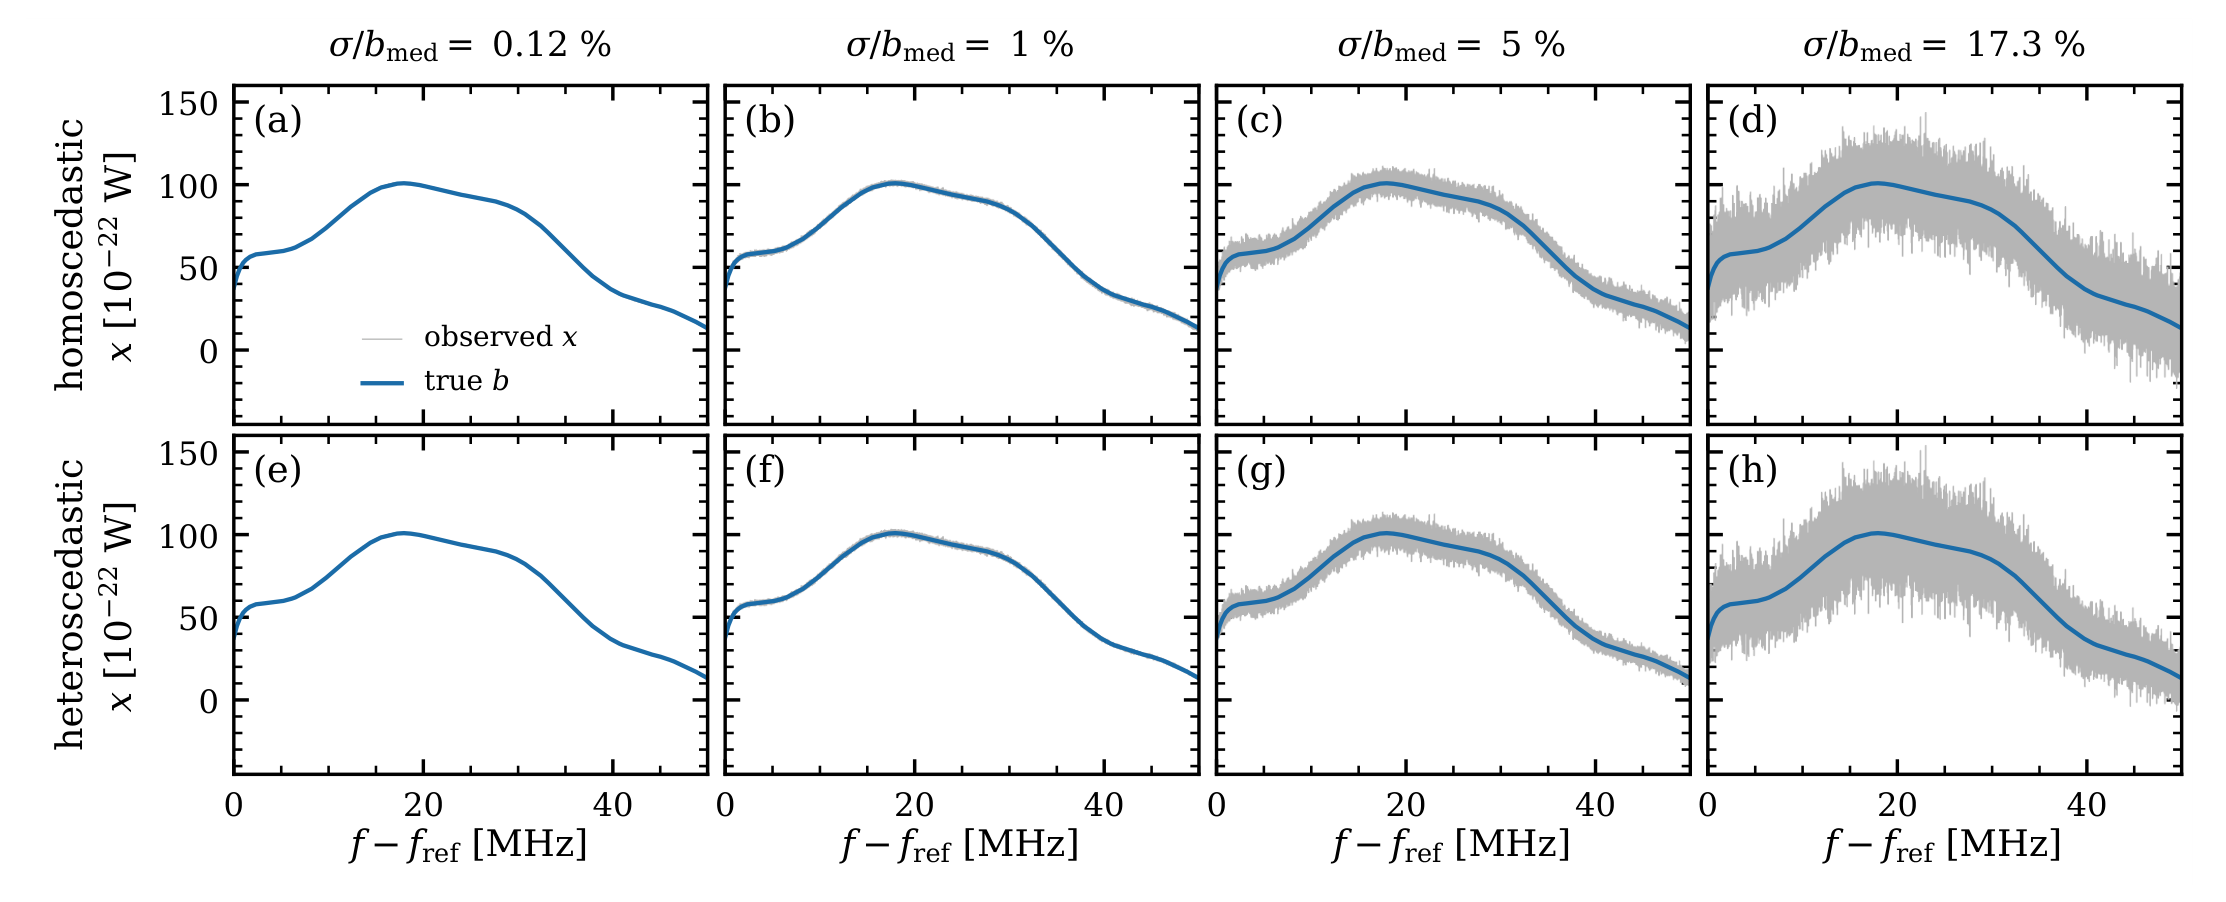 σ/b_med = 0.12 %
σ/b_med = 1 %
σ/b_med = 5 %
σ/b_med = 17.3 %
homoscedastic
x [10⁻²² W]
150
100
50
0
(a)
observed x
true b
(b)
(c)
(d)
heteroscedastic
x [10⁻²² W]
150
100
50
0
(e)
(f)
(g)
(h)
0 20 40
0 20 40
0 20 40
0 20 40
f − f_ref [MHz]
f − f_ref [MHz]
f − f_ref [MHz]
f − f_ref [MHz]